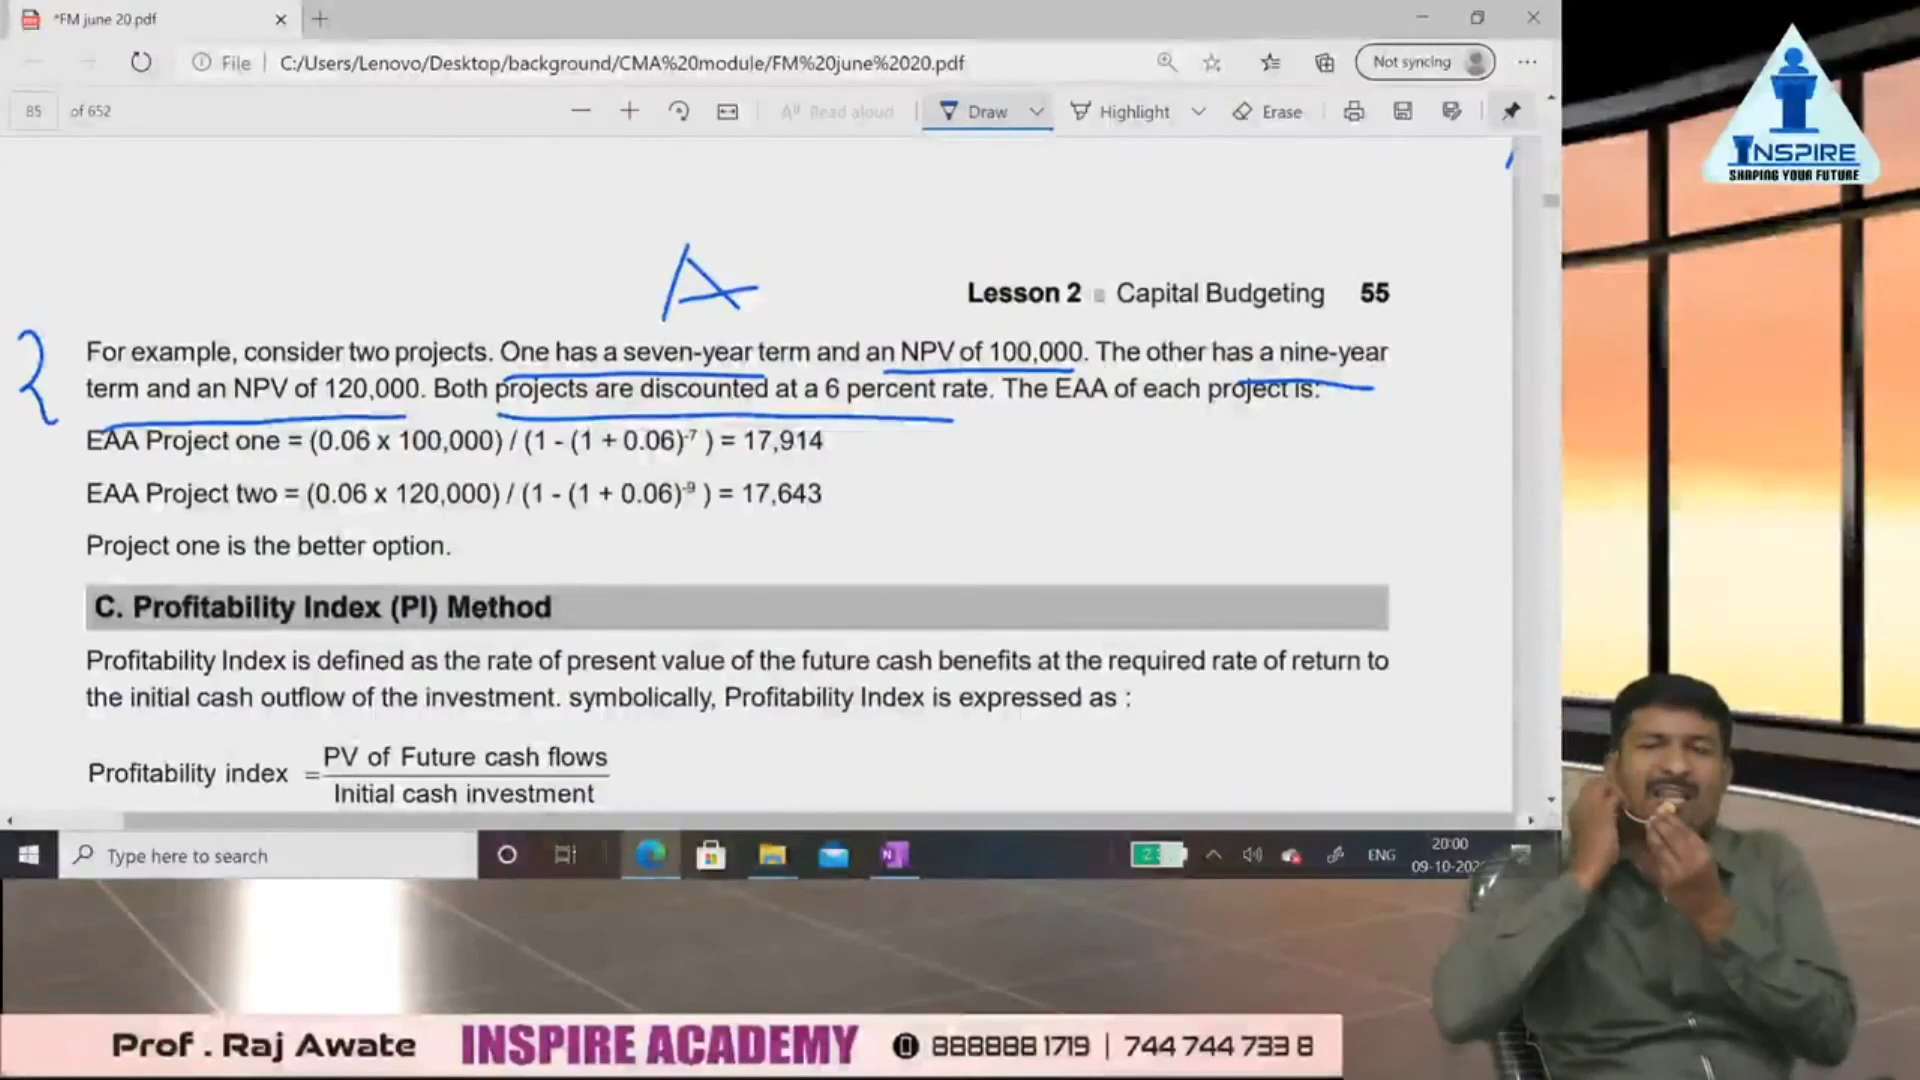 *FM june 20.pdf
File
C:/Users/Lenovo/Desktop/background/CMA%20module/FM%20june%2020.pdf
Not syncing
85 of 652
Read aloud
Draw
Highlight
Erase
INSPIRE
SHAPING YOUR FUTURE
A
Lesson 2 Capital Budgeting 55
For example, consider two projects. One has a seven-year term and an NPV of 100,000. The other has a nine-year
term and an NPV of 120,000. Both projects are discounted at a 6 percent rate. The EAA of each project is:
EAA Project one = (0.06 x 100,000) / (1 - (1 + 0.06)-7 ) = 17,914
EAA Project two = (0.06 x 120,000) / (1 - (1 + 0.06)-9 ) = 17,643
Project one is the better option.
C. Profitability Index (PI) Method
Profitability Index is defined as the rate of present value of the future cash benefits at the required rate of return to
the initial cash outflow of the investment. symbolically, Profitability Index is expressed as :
Profitability index = PV of Future cash flows
Initial cash investment
Type here to search
ENG
20:00
09-10-202
Prof . Raj Awate INSPIRE ACADEMY 888888 1719 | 744 744 733 8